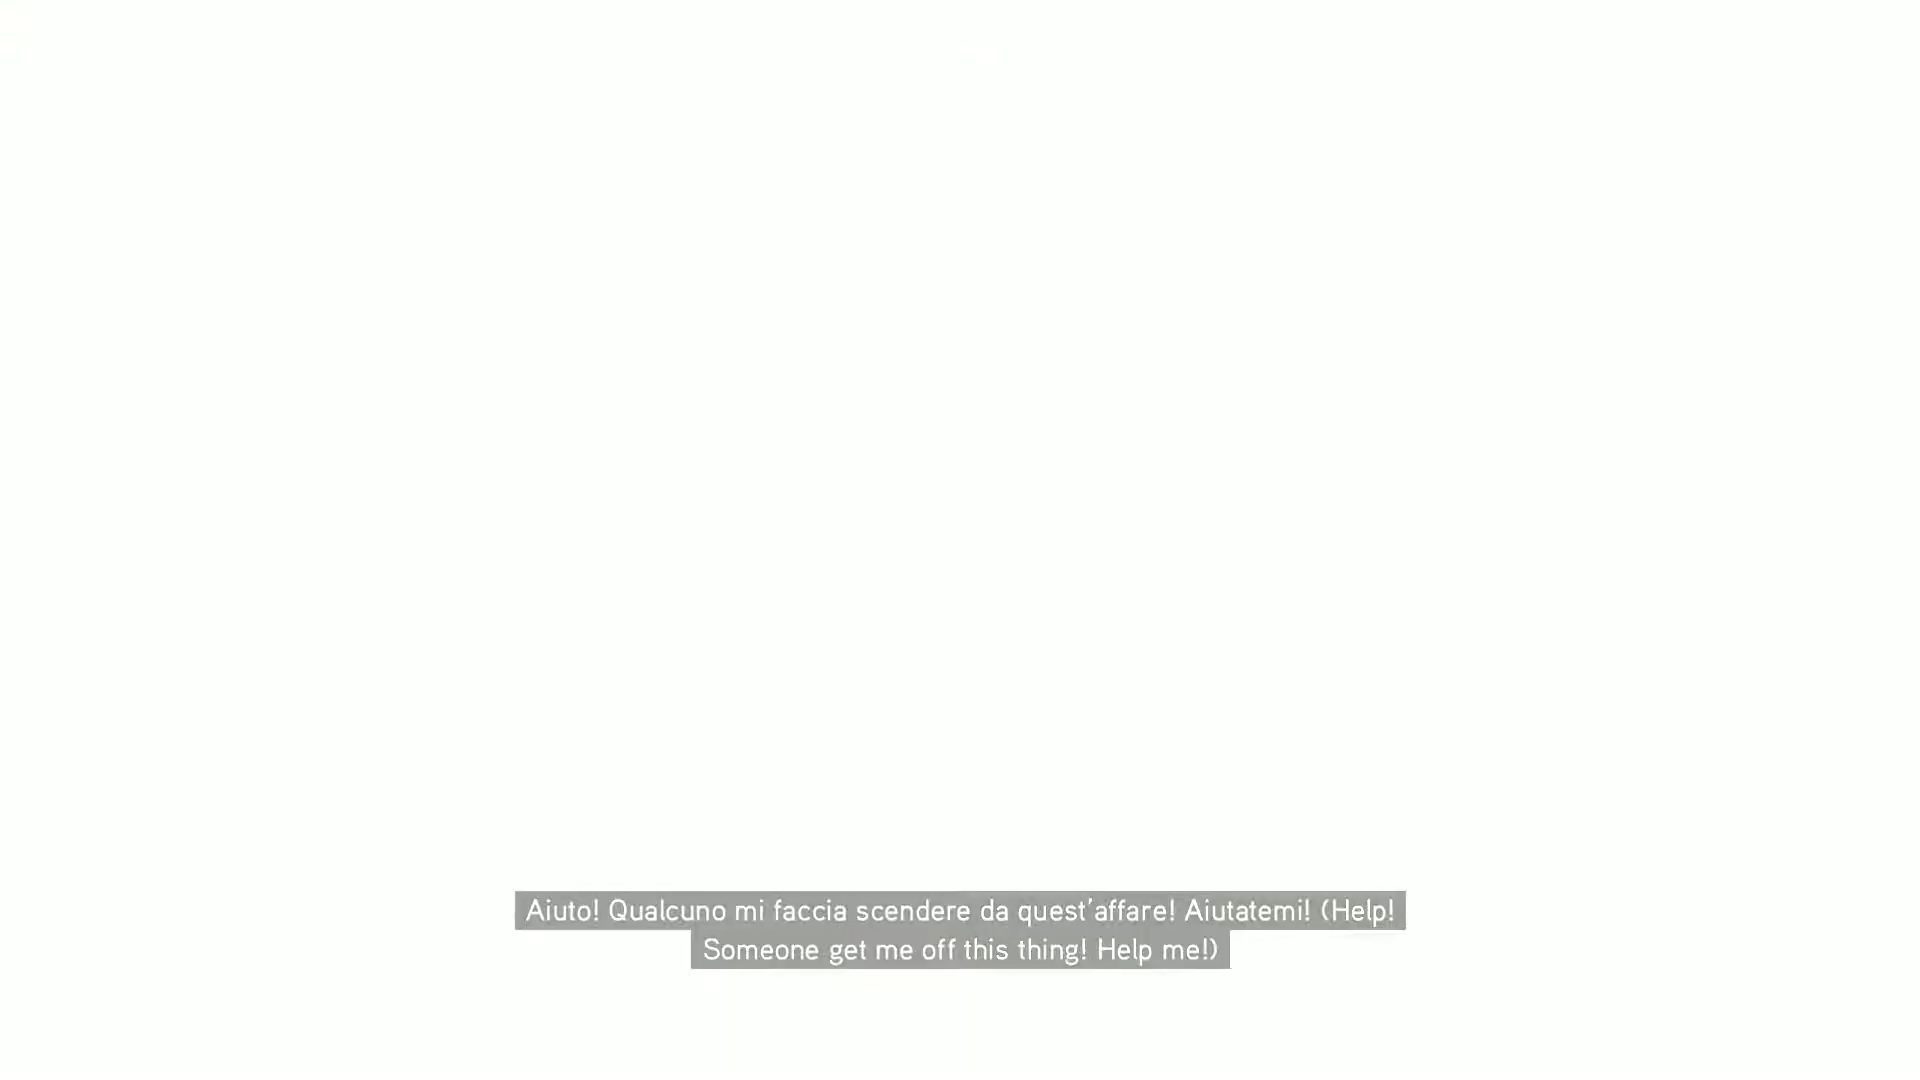 Aiuto! Qualcuno mi faccia scendere da quest'affare! Aiutatemi! (Help!
Someone get me off this thing! Help me!)